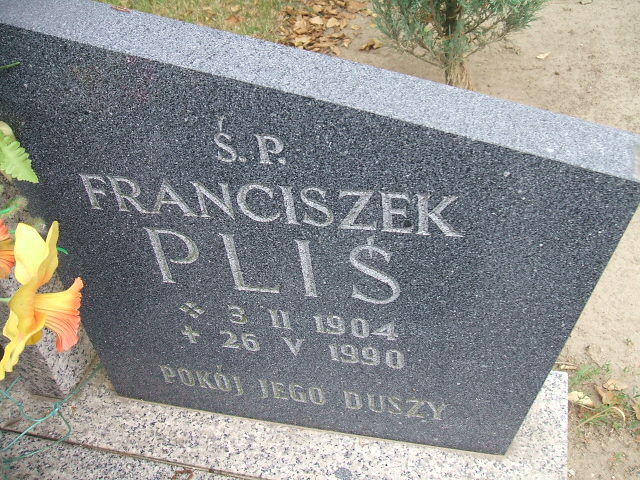 Ś.P.
FRANCISZEK
PLIŚ
* 3 II 1904
+ 26 V 1990
POKÓJ JEGO DUSZY